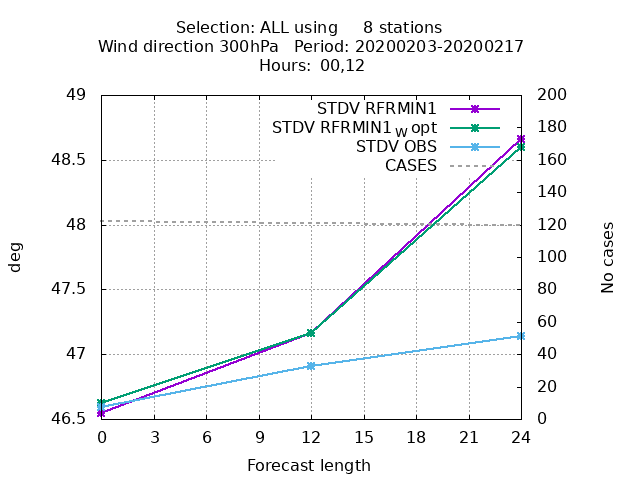 Selection: ALL using 8 stations
Wind direction 300hPa Period: 20200203-20200217
Hours: 00,12
STDV RFRMIN1
STDV RFRMIN1wopt
STDV OBS
CASES
49
48.5
48
47.5
47
46.5
200
180
160
140
120
100
80
60
40
20
0
deg
No cases
0 3 6 9 12 15 18 21 24
Forecast length